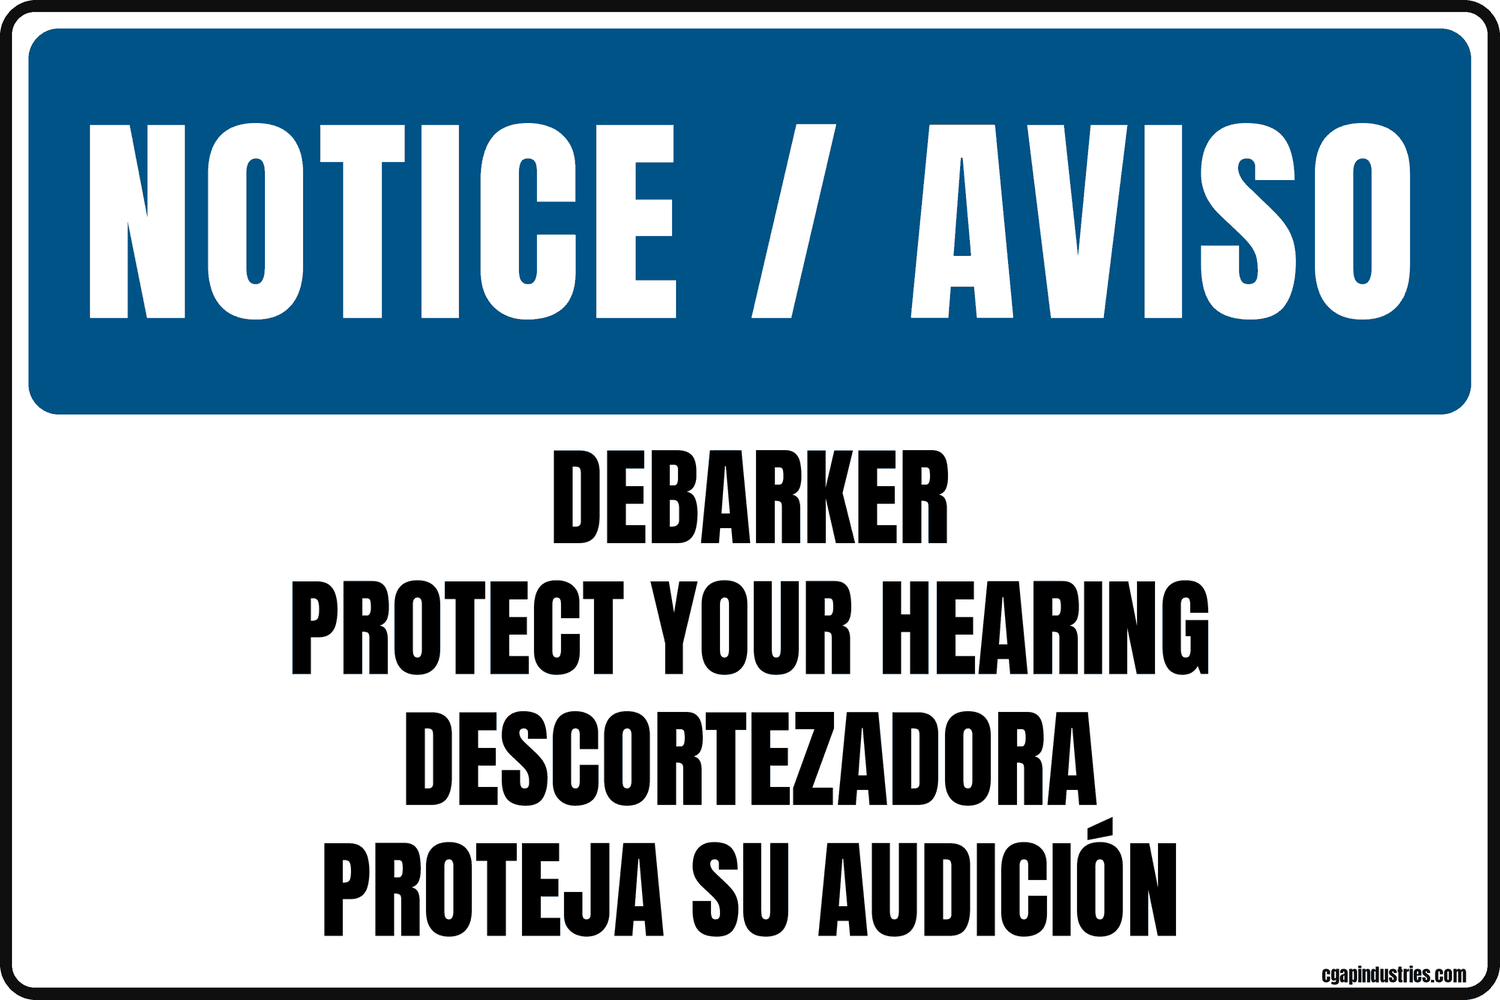 NOTICE / AVISO
DEBARKER
PROTECT YOUR HEARING
DESCORTEZADORA
PROTEJA SU AUDICIÓN
cgapindustries.com